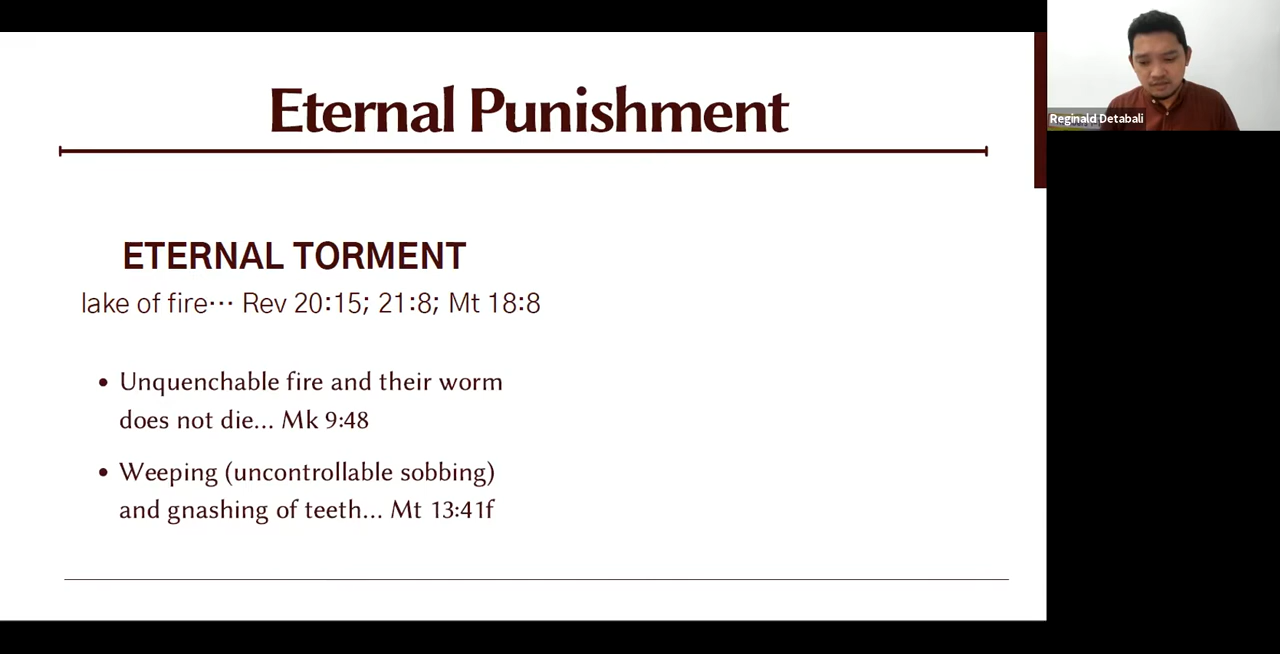 Eternal Punishment
ETERNAL TORMENT
lake of fire··· Rev 20:15; 21:8; Mt 18:8
• Unquenchable fire and their worm
does not die... Mk 9:48
• Weeping (uncontrollable sobbing)
and gnashing of teeth... Mt 13:41f
Reginald Detabali